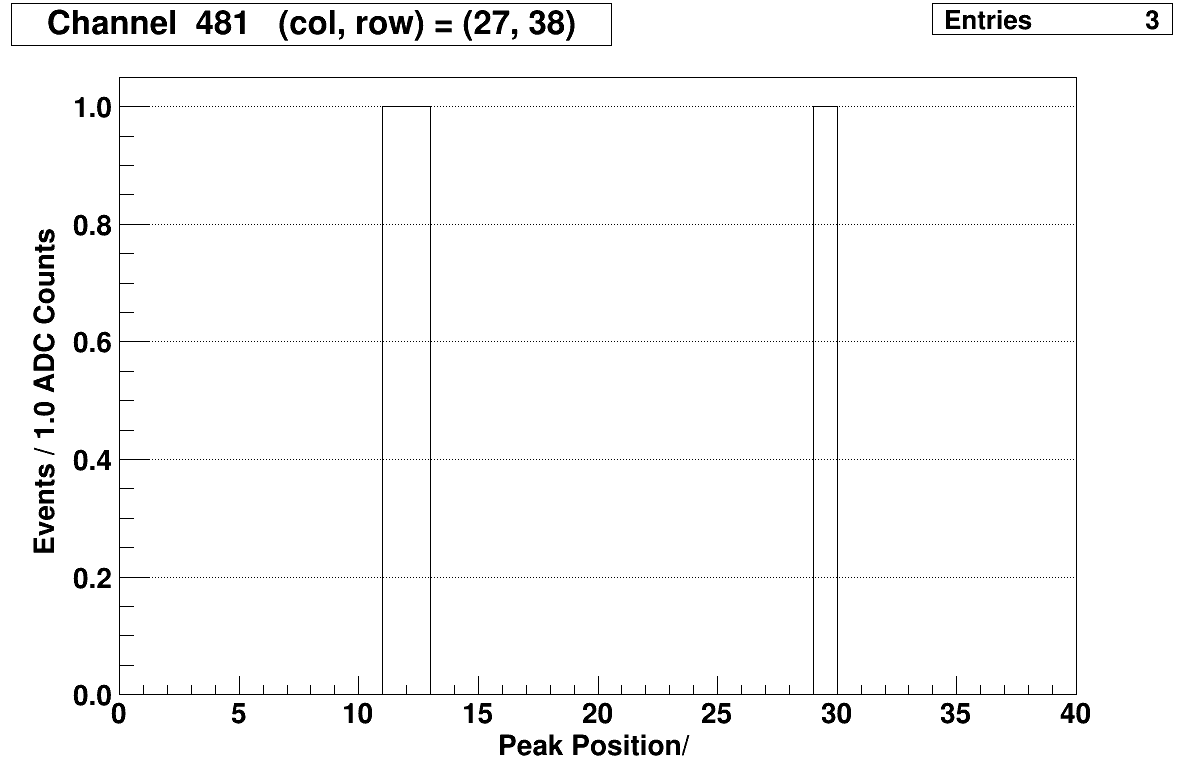 Channel 481 (col, row) = (27, 38)
Entries 3
Events / 1.0 ADC Counts
1.0
0.8
0.6
0.4
0.2
0.0
0 5 10 15 20 25 30 35 40
Peak Position/